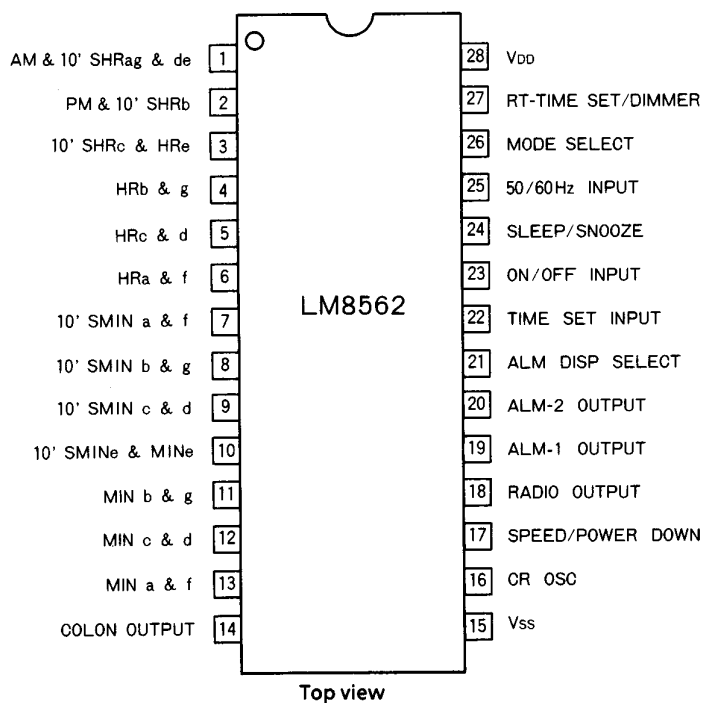 AM & 10' SHRag & de 1
28 VDD
PM & 10' SHRb 2
27 RT-TIME SET/DIMMER
10' SHRc & HRe 3
26 MODE SELECT
HRb & g 4
25 50/60Hz INPUT
HRc & d 5
24 SLEEP/SNOOZE
HRa & f 6
23 ON/OFF INPUT
LM8562
10' SMIN a & f 7
22 TIME SET INPUT
10' SMIN b & g 8
21 ALM DISP SELECT
10' SMIN c & d 9
20 ALM-2 OUTPUT
10' SMINe & MINe 10
19 ALM-1 OUTPUT
MIN b & g 11
18 RADIO OUTPUT
MIN c & d 12
17 SPEED/POWER DOWN
MIN a & f 13
16 CR OSC
COLON OUTPUT 14
15 VSS
Top view